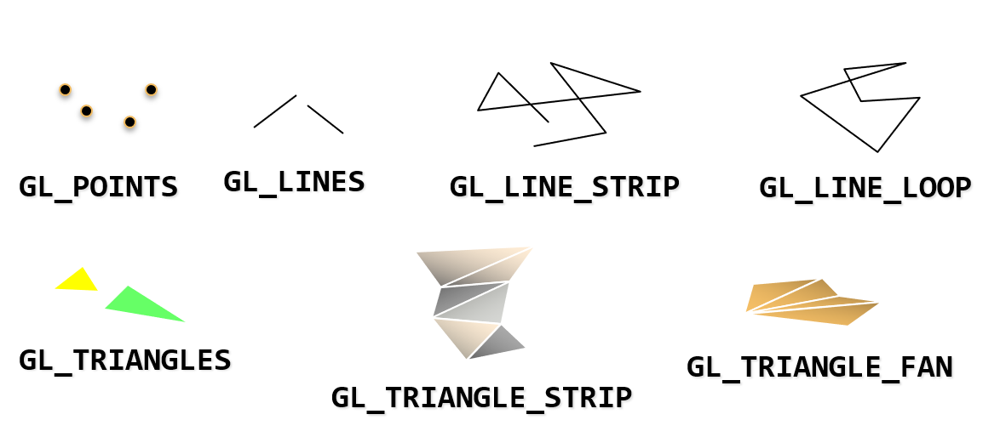 GL_POINTS
GL_LINES
GL_LINE_STRIP
GL_LINE_LOOP
GL_TRIANGLES
GL_TRIANGLE_STRIP
GL_TRIANGLE_FAN